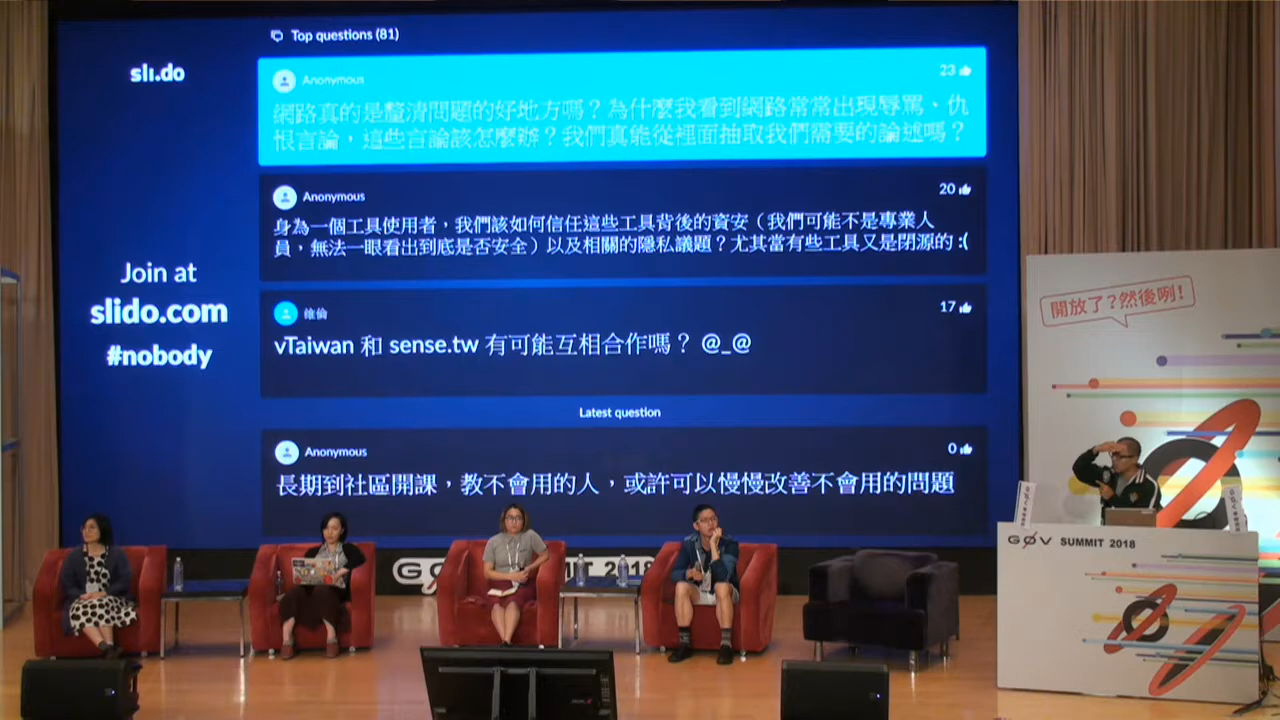 Top questions (81)
sli.do
Anonymous
23
網路真的是釐清問題的好地方嗎？為什麼我看到網路常常出現辱罵、仇
恨言論，這些言論該怎麼辦？我們真能從裡面抽取我們需要的論述嗎？
Anonymous
20
身為一個工具使用者，我們該如何信任這些工具背後的資安（我們可能不是專業人
員，無法一眼看出到底是否安全）以及相關的隱私議題？尤其當有些工具又是閉源的 :(
Join at
slido.com
#nobody
維倫
17
vTaiwan 和 sense.tw 有可能互相合作嗎？ @_@
Latest question
Anonymous
0
長期到社區開課，教不會用的人，或許可以慢慢改善不會用的問題
開放了？然後咧！
GØV SUMMIT 2018